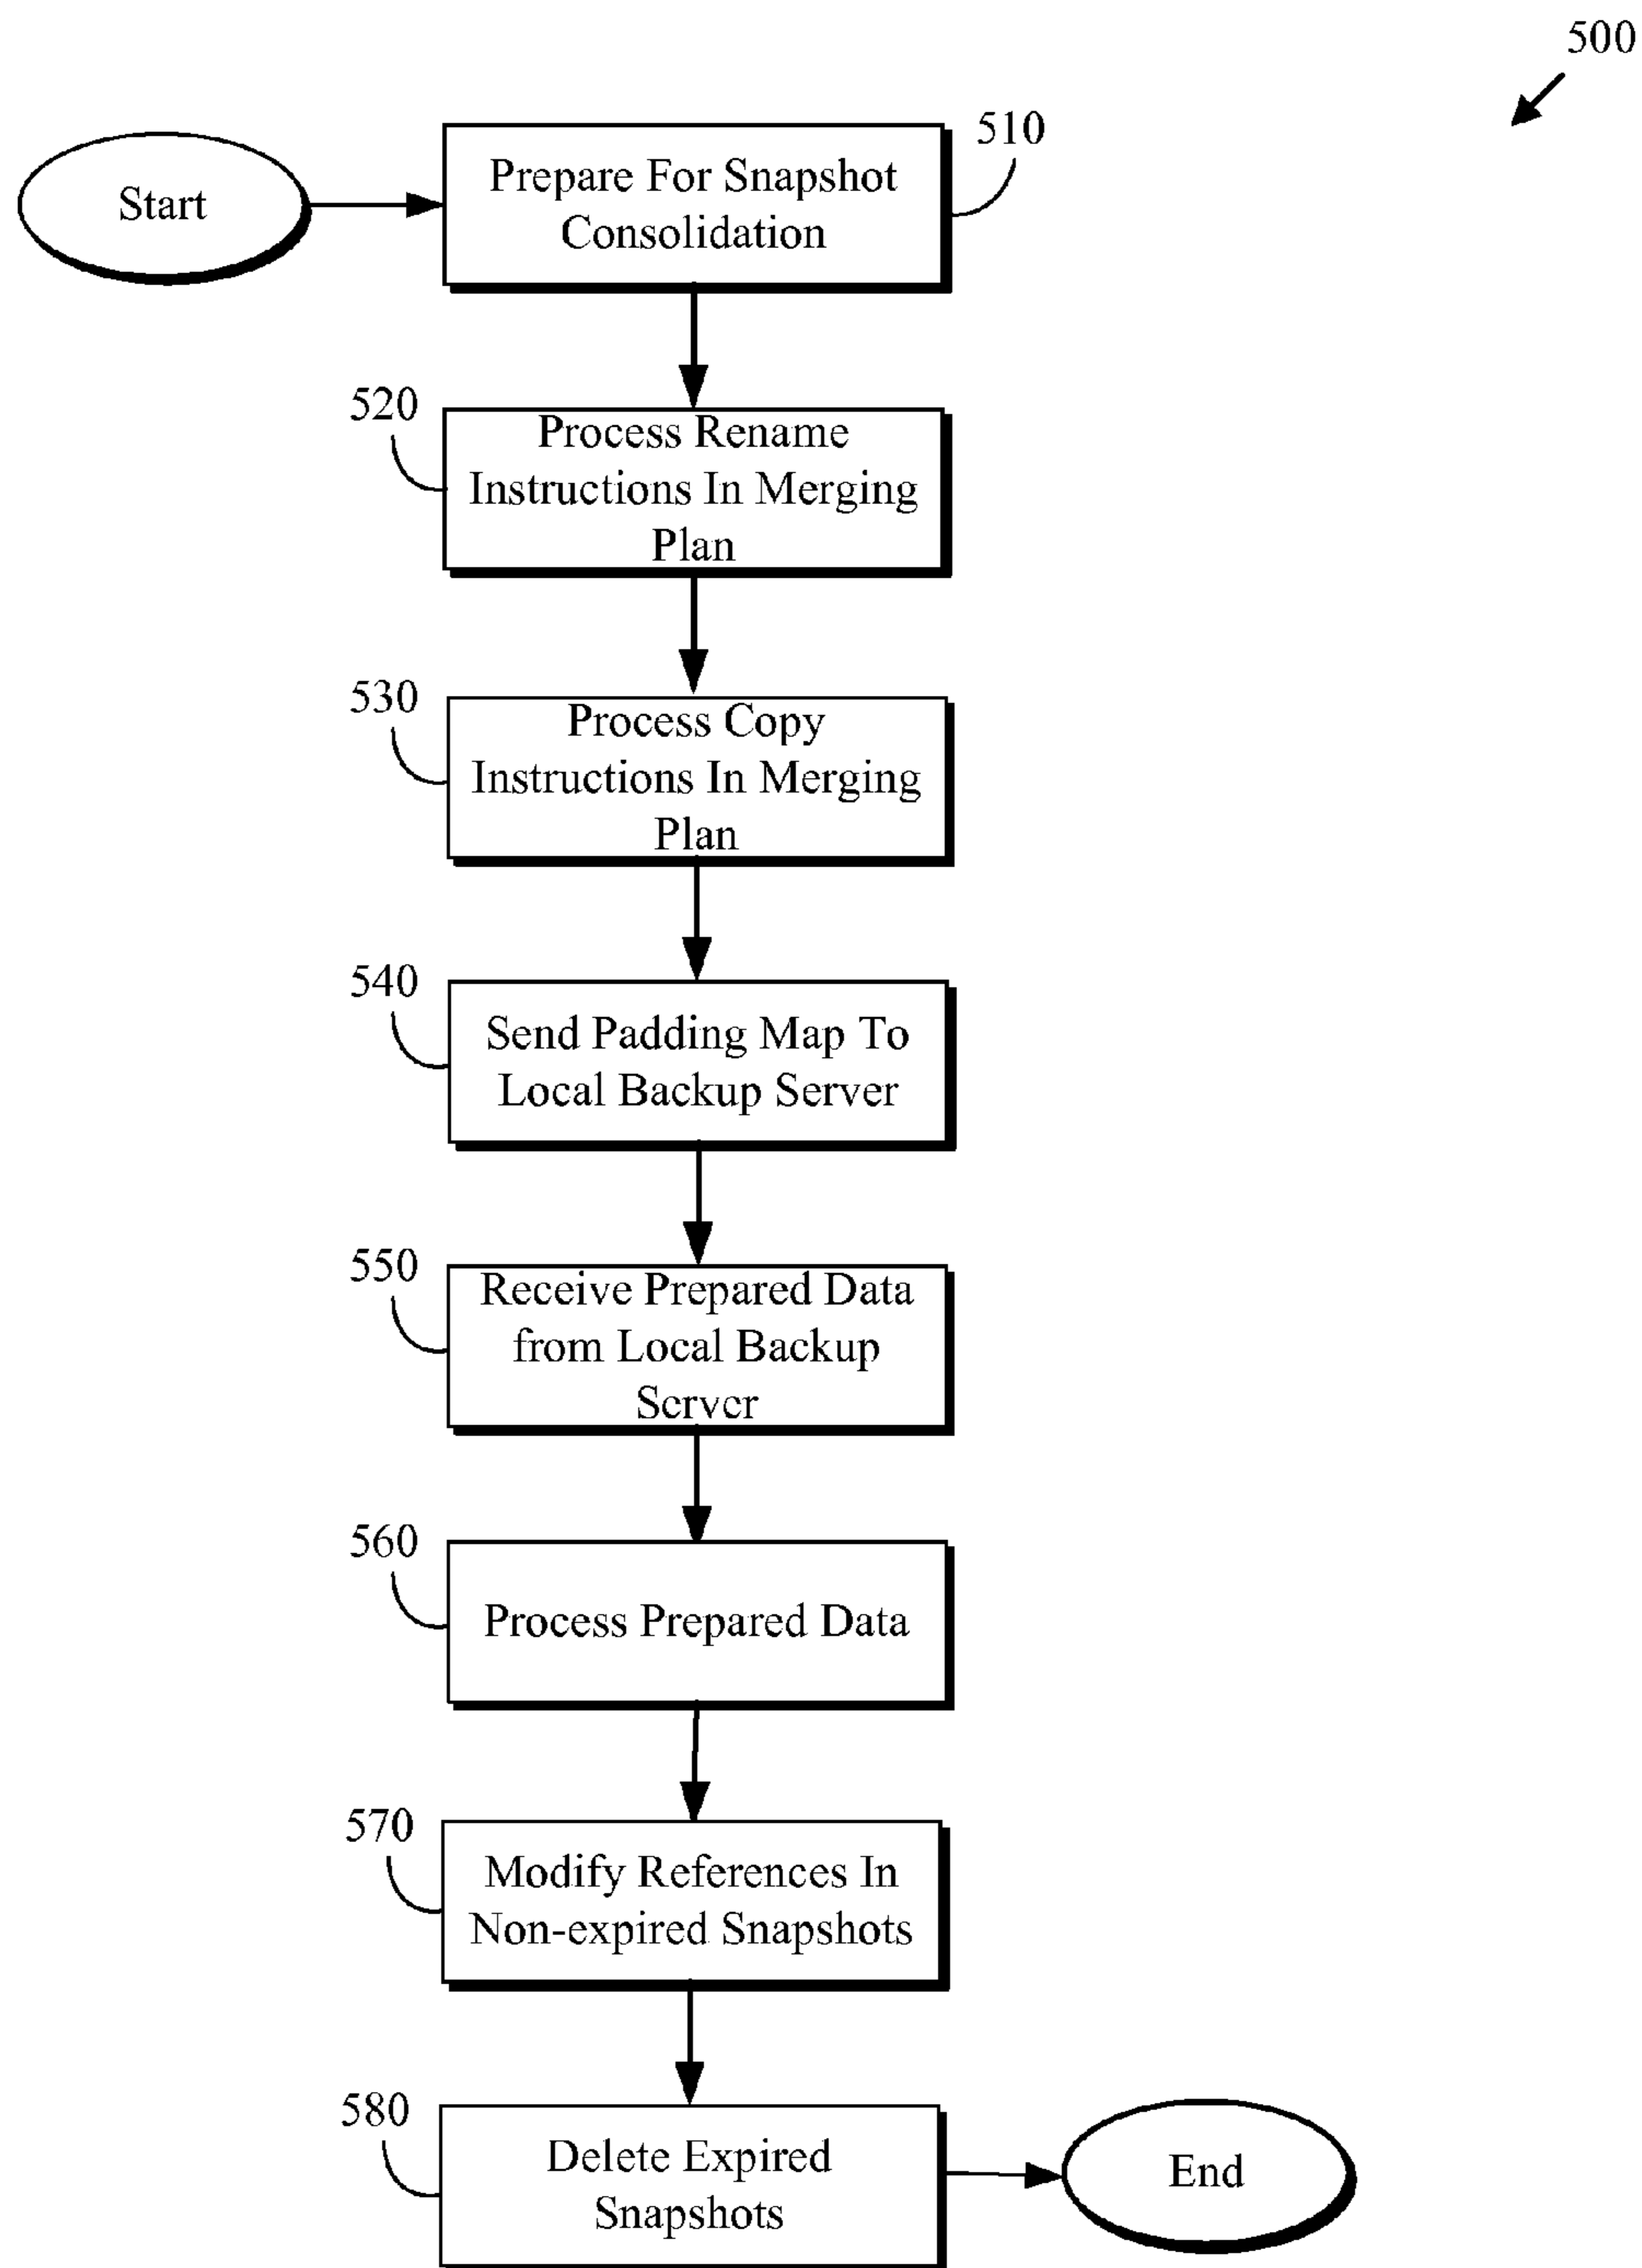 500
Start
510
Prepare For Snapshot
Consolidation
520
Process Rename
Instructions In Merging
Plan
530
Process Copy
Instructions In Merging
Plan
540
Send Padding Map To
Local Backup Server
550
Receive Prepared Data
from Local Backup
Server
560
Process Prepared Data
570
Modify References In
Non-expired Snapshots
580
Delete Expired
Snapshots
End